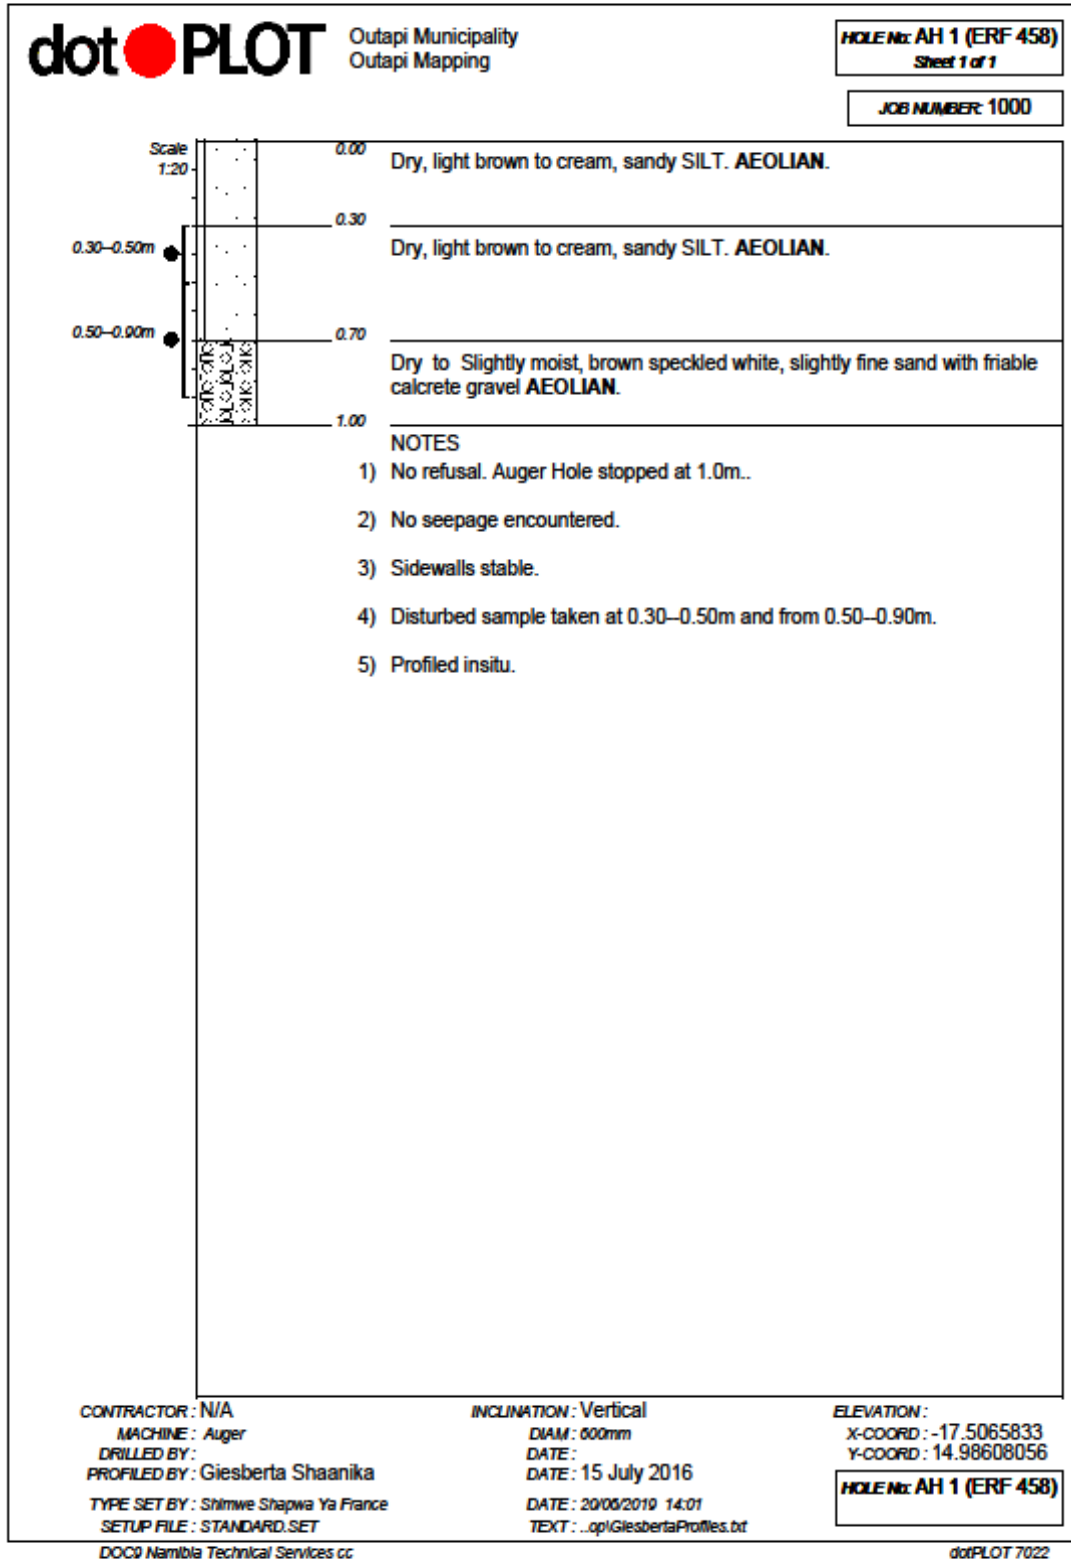 dot PLOT
Outapi Municipality
Outapi Mapping
HOLE No: AH 1 (ERF 458)
Sheet 1 of 1
JOB NUMBER: 1000
Scale
1:20
0.00
Dry, light brown to cream, sandy SILT. AEOLIAN.
0.30
0.30--0.50m
Dry, light brown to cream, sandy SILT. AEOLIAN.
0.50--0.90m
0.70
Dry to Slightly moist, brown speckled white, slightly fine sand with friable
calcrete gravel AEOLIAN.
1.00
NOTES
1) No refusal. Auger Hole stopped at 1.0m..
2) No seepage encountered.
3) Sidewalls stable.
4) Disturbed sample taken at 0.30--0.50m and from 0.50--0.90m.
5) Profiled insitu.
CONTRACTOR : N/A
MACHINE : Auger
DRILLED BY :
PROFILED BY : Giesberta Shaanika
TYPE SET BY : Shimwe Shapwa Ya France
SETUP FILE : STANDARD.SET
INCLINATION : Vertical
DIAM : 600mm
DATE :
DATE : 15 July 2016
DATE : 20/06/2019 14:01
TEXT : ..op\GiesbertaProfiles.txt
ELEVATION :
X-COORD : -17.5065833
Y-COORD : 14.98608056
HOLE No: AH 1 (ERF 458)
DOC9 Namibia Technical Services cc
dotPLOT 7022